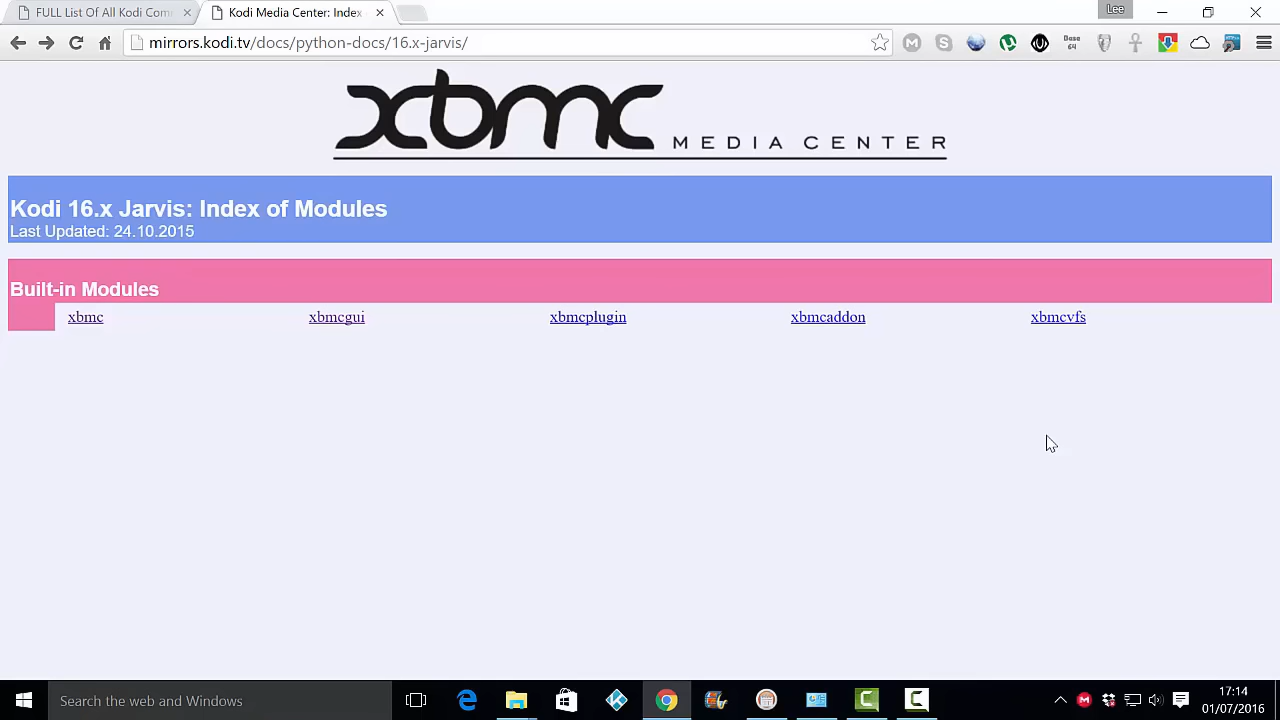 FULL List Of All Kodi Com
Kodi Media Center: Index
Lee
mirrors.kodi.tv/docs/python-docs/16.x-jarvis/
Base 64
xbmc MEDIA CENTER
Kodi 16.x Jarvis: Index of Modules
Last Updated: 24.10.2015
Built-in Modules
xbmc xbmcgui xbmcplugin xbmcaddon xbmcvfs
Search the web and Windows
17:14
01/07/2016